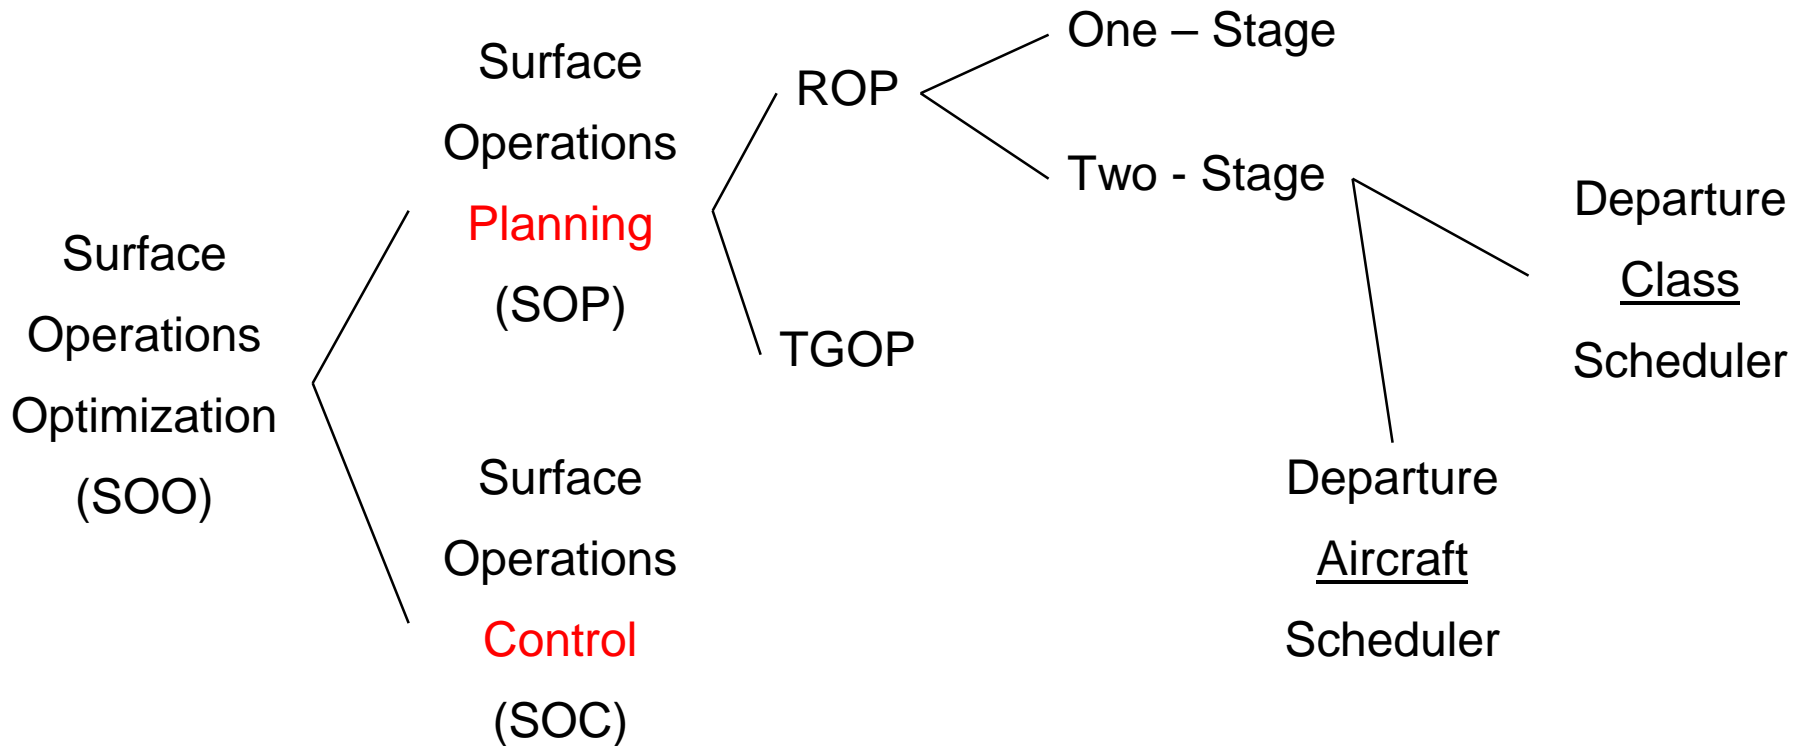 Surface
Operations
Optimization
(SOO)
Surface
Operations
Planning
(SOP)
Surface
Operations
Control
(SOC)
ROP
TGOP
One – Stage
Two - Stage
Departure
Aircraft
Scheduler
Departure
Class
Scheduler